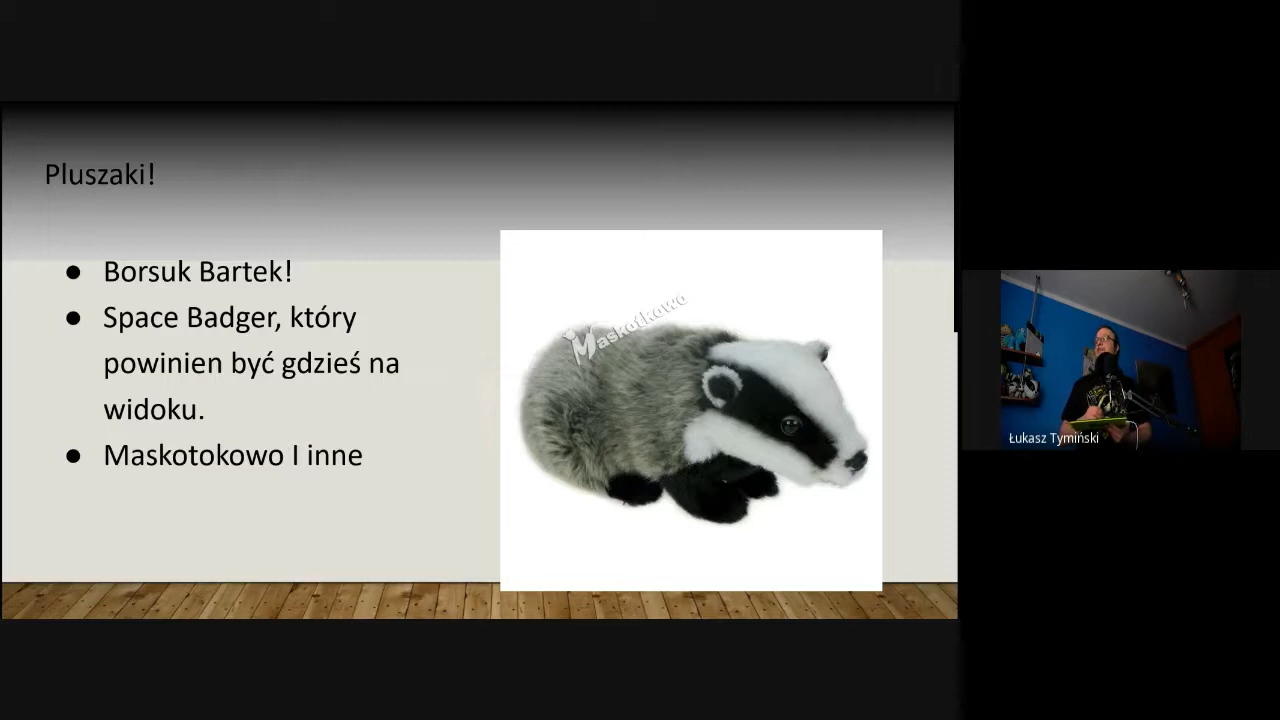 Pluszaki!
● Borsuk Bartek!
● Space Badger, który
powinien być gdzieś na
widoku.
● Maskotokowo I inne
Maskotkowo
Łukasz Tymiński